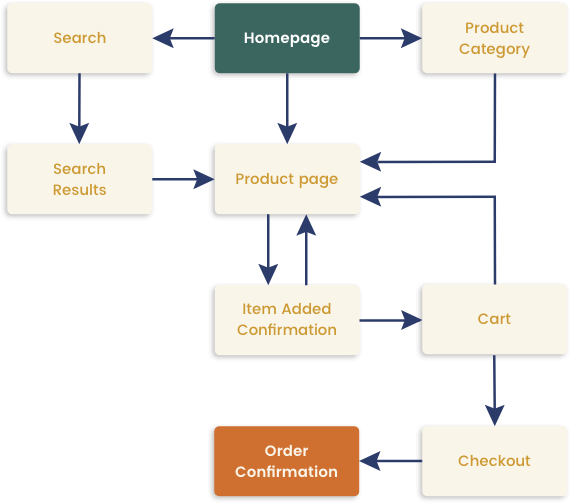 Search
Homepage
Product
Category
Search
Results
Product page
Item Added
Confirmation
Cart
Order
Confirmation
Checkout